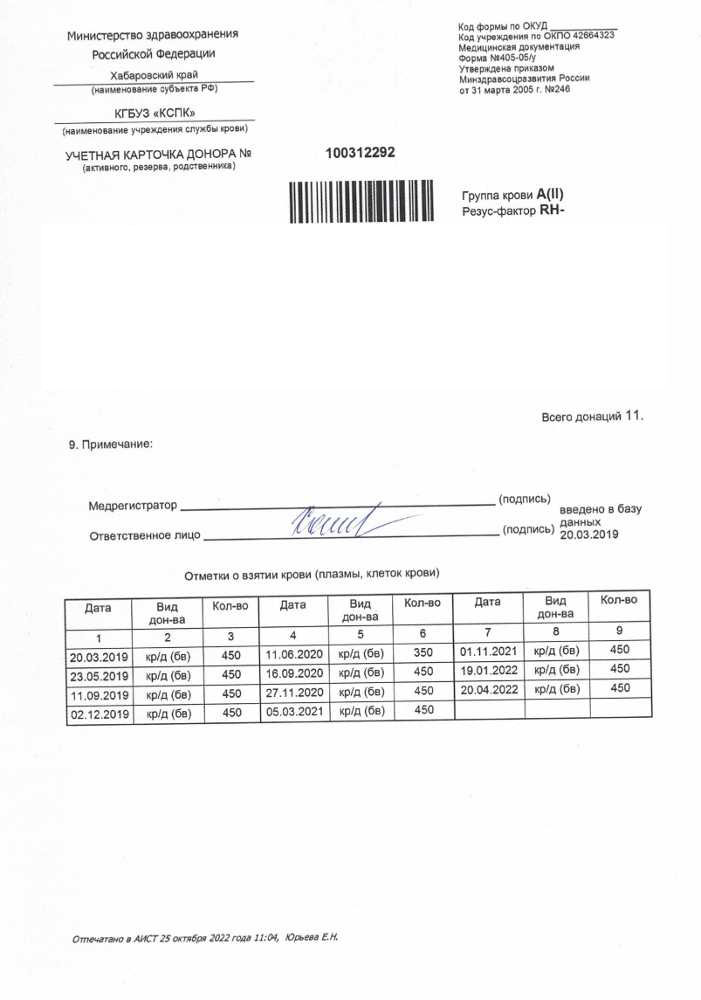 Министерство здравоохранения
Российской Федерации
Хабаровский край
(наименование субъекта РФ)
КГБУЗ «КСПК»
(наименование учреждения службы крови)
Код формы по ОКУД
Код учреждения по ОКПО 42664323
Медицинская документация
Форма №405-05/у
Утверждена приказом
Минздравсоцразвития России
от 31 марта 2005 г. №246
УЧЕТНАЯ КАРТОЧКА ДОНОРА № 100312292
(активного, резерва, родственника)
Группа крови A(II)
Резус-фактор RH-
Всего донаций 11.
9. Примечание:
Медрегистратор (подпись)
Ответственное лицо (подпись)
введено в базу
данных
20.03.2019
Отметки о взятии крови (плазмы, клеток крови)
Дата Вид дон-ва Кол-во Дата Вид дон-ва Кол-во Дата Вид дон-ва Кол-во
1 2 3 4 5 6 7 8 9
20.03.2019 кр/д (бв) 450 11.06.2020 кр/д (бв) 350 01.11.2021 кр/д (бв) 450
23.05.2019 кр/д (бв) 450 16.09.2020 кр/д (бв) 450 19.01.2022 кр/д (бв) 450
11.09.2019 кр/д (бв) 450 27.11.2020 кр/д (бв) 450 20.04.2022 кр/д (бв) 450
02.12.2019 кр/д (бв) 450 05.03.2021 кр/д (бв) 450
Отпечатано в АИСТ 25 октября 2022 года 11:04, Юрьева Е.Н.